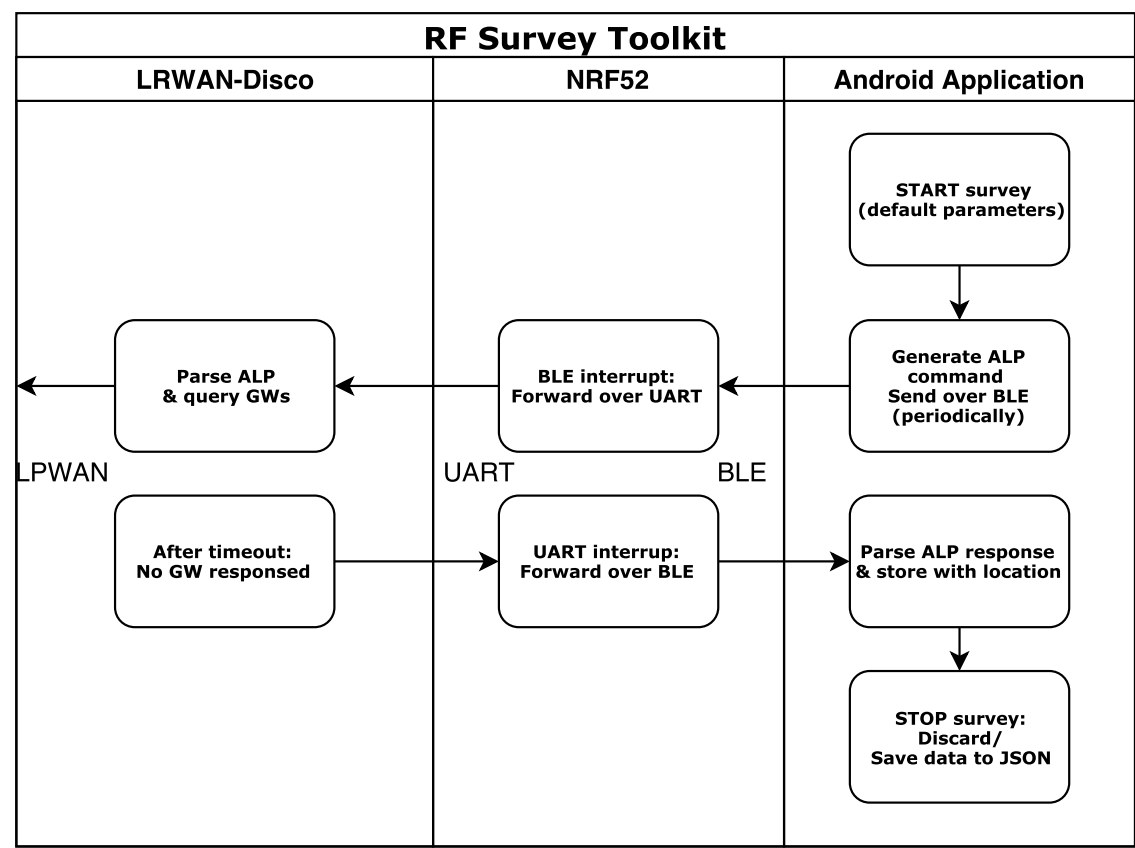 RF Survey Toolkit
LRWAN-Disco
NRF52
Android Application
START survey
(default parameters)
Parse ALP
& query GWs
BLE interrupt:
Forward over UART
Generate ALP
command
Send over BLE
(periodically)
LPWAN
UART
BLE
After timeout:
No GW responsed
UART interrup:
Forward over BLE
Parse ALP response
& store with location
STOP survey:
Discard/
Save data to JSON